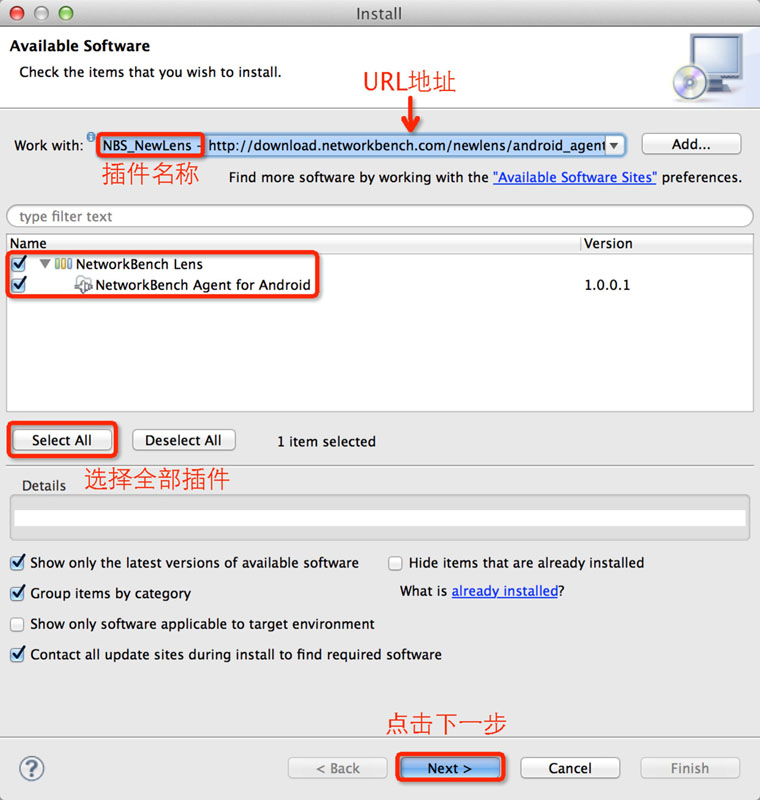 Install
Available Software
Check the items that you wish to install.
URL地址
Work with: NBS_NewLens - http://download.networkbench.com/newlens/android_agent Add...
插件名称
Find more software by working with the "Available Software Sites" preferences.
type filter text
Name Version
NetworkBench Lens
NetworkBench Agent for Android 1.0.0.1
Select All Deselect All 1 item selected
选择全部插件
Details
Show only the latest versions of available software Hide items that are already installed
Group items by category What is already installed?
Show only software applicable to target environment
Contact all update sites during install to find required software
点击下一步
? < Back Next > Cancel Finish